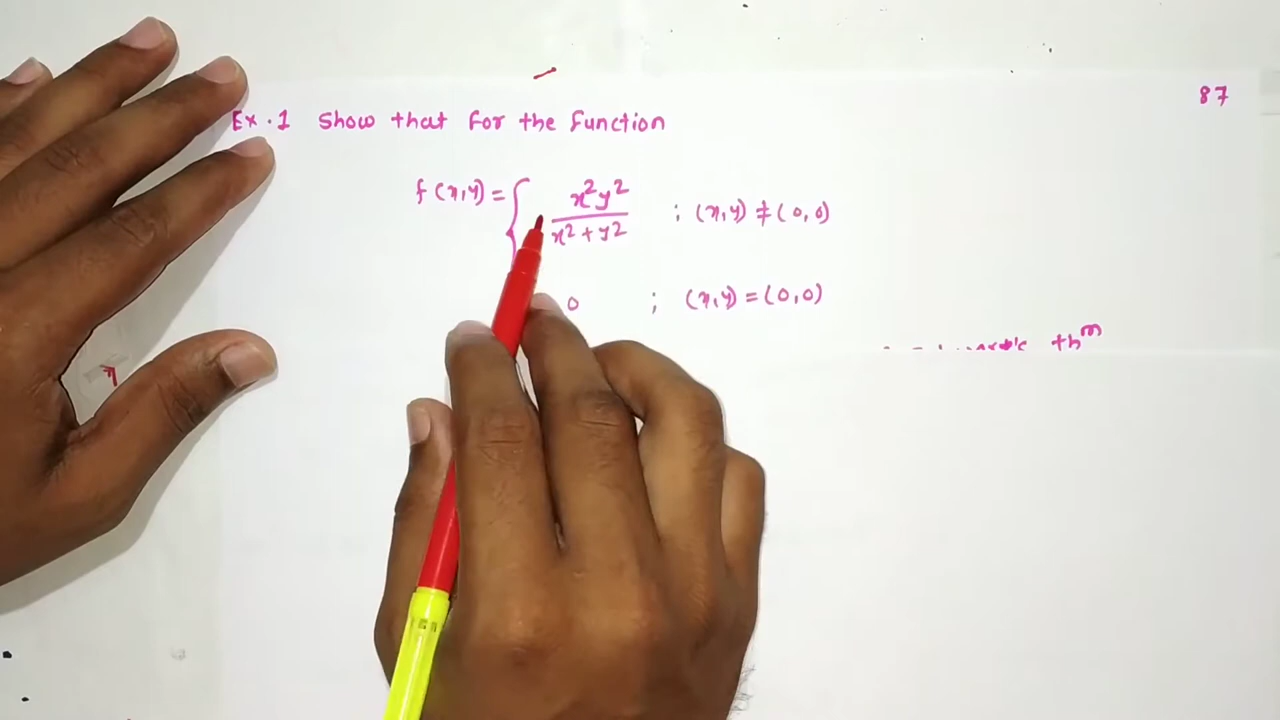 87
Ex.1 Show that for the function
f(x,y) = { x²y² / x²+y² ; (x,y) ≠ (0,0)
0 ; (x,y) = (0,0)
thm